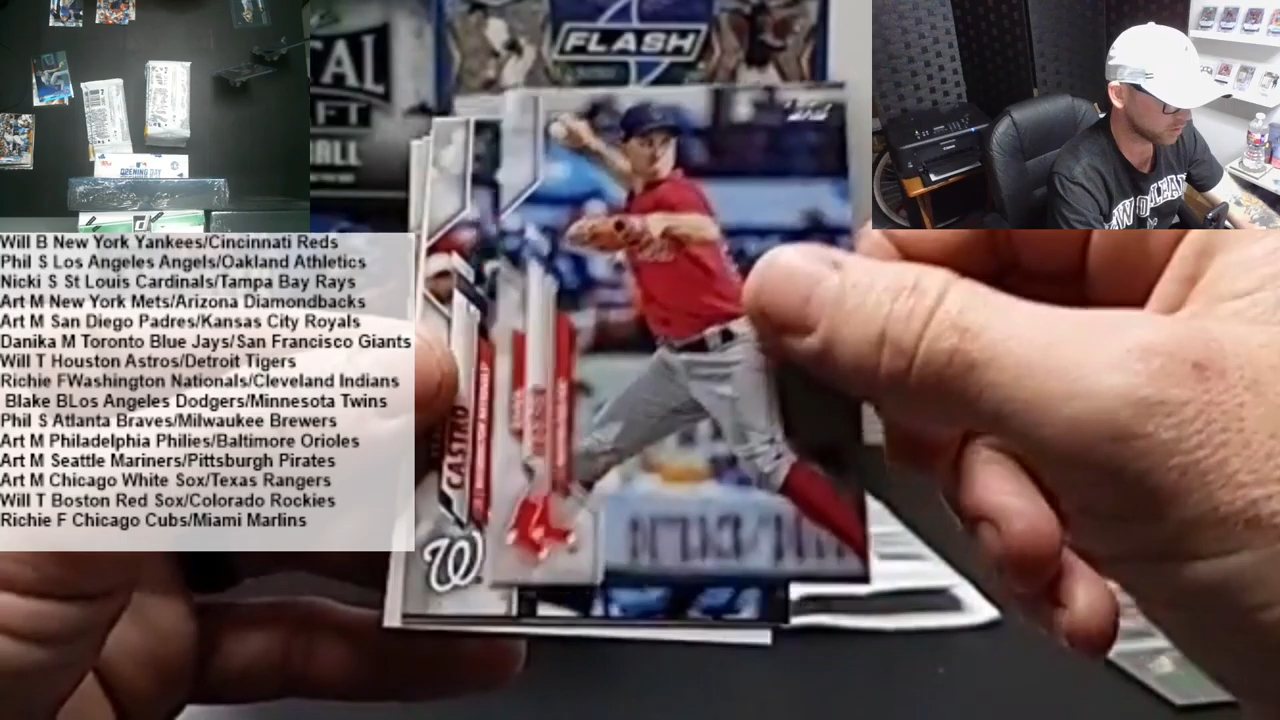 TAL
FT
ALL
FLASH
OPENING DAY
Canon
Will B New York Yankees/Cincinnati Reds
Phil S Los Angeles Angels/Oakland Athletics
Nicki S St Louis Cardinals/Tampa Bay Rays
Art M New York Mets/Arizona Diamondbacks
Art M San Diego Padres/Kansas City Royals
Danika M Toronto Blue Jays/San Francisco Giants
Will T Houston Astros/Detroit Tigers
Richie FWashington Nationals/Cleveland Indians
Blake BLos Angeles Dodgers/Minnesota Twins
Phil S Atlanta Braves/Milwaukee Brewers
Art M Philadelphia Philies/Baltimore Orioles
Art M Seattle Mariners/Pittsburgh Pirates
Art M Chicago White Sox/Texas Rangers
Will T Boston Red Sox/Colorado Rockies
Richie F Chicago Cubs/Miami Marlins
CASTRO
W